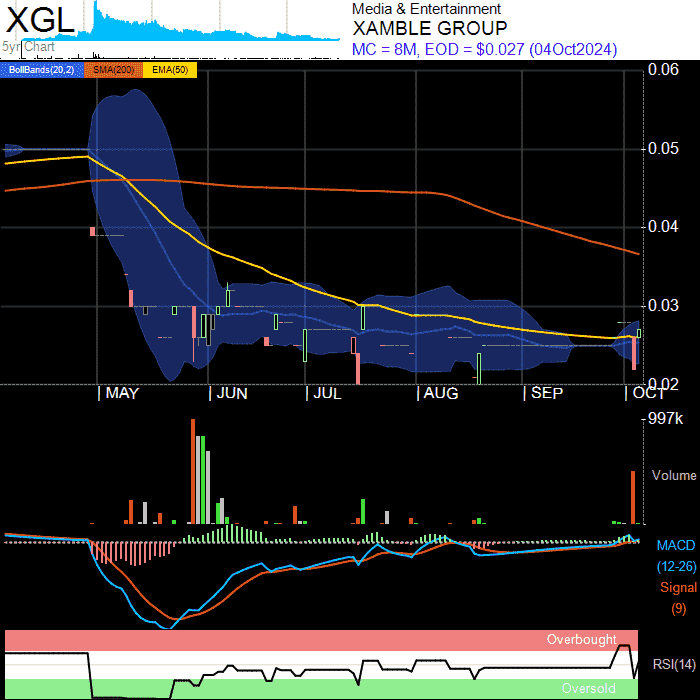 XGL
Media & Entertainment
XAMBLE GROUP
5yr Chart
MC = 8M, EOD = $0.027 (04Oct2024)
BollBands(20,2) SMA(200) EMA(50)
0.06
0.05
0.04
0.03
0.02
MAY JUN JUL AUG SEP OCT
997k
Volume
MACD
(12-26)
Signal
(9)
Overbought
RSI(14)
Oversold